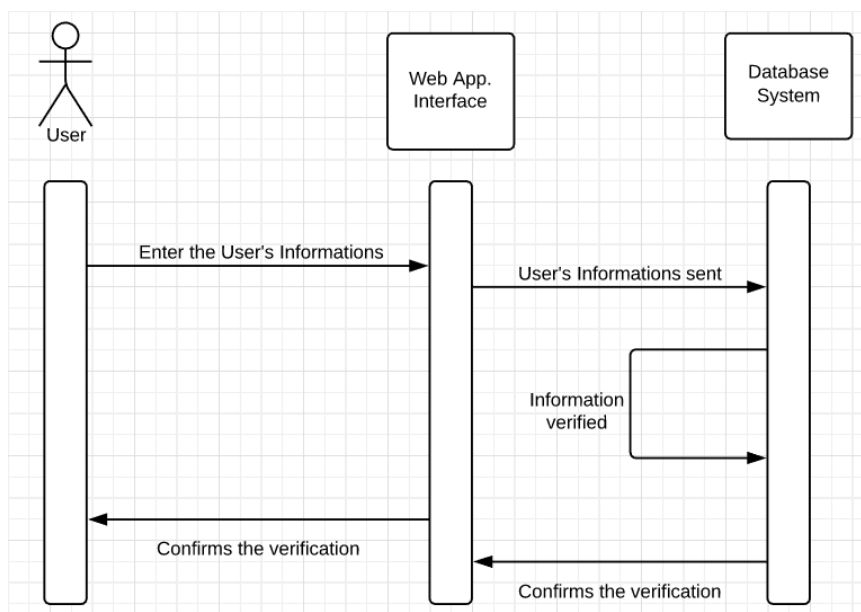 User
Web App.
Interface
Database
System
Enter the User's Informations
User's Informations sent
Information
verified
Confirms the verification
Confirms the verification